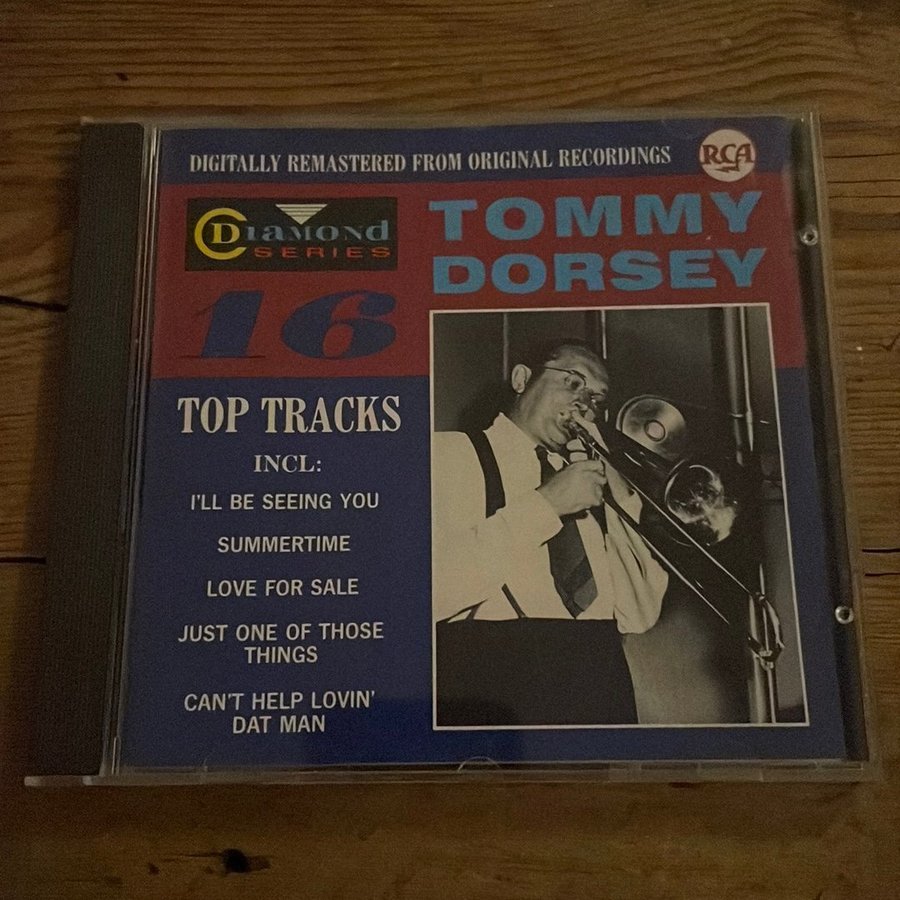 DIGITALLY REMASTERED FROM ORIGINAL RECORDINGS
RCA
CDIAMOND
SERIES
TOMMY
DORSEY
16
TOP TRACKS
INCL:
I'LL BE SEEING YOU
SUMMERTIME
LOVE FOR SALE
JUST ONE OF THOSE
THINGS
CAN'T HELP LOVIN'
DAT MAN